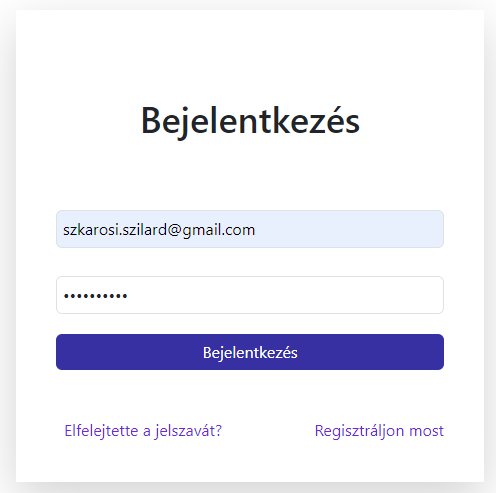 Bejelentkezés
szkarosi.szilard@gmail.com
••••••••••
Bejelentkezés
Elfelejtette a jelszavát? Regisztráljon most